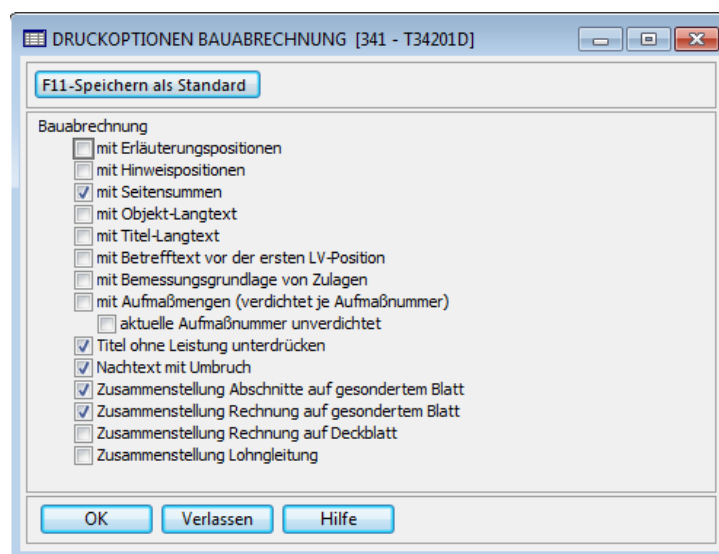 DRUCKOPTIONEN BAUABRECHNUNG [341 - T34201D]
F11-Speichern als Standard
Bauabrechnung
mit Erläuterungspositionen
mit Hinweispositionen
mit Seitensummen
mit Objekt-Langtext
mit Titel-Langtext
mit Betrefftext vor der ersten LV-Position
mit Bemessungsgrundlage von Zulagen
mit Aufmaßmengen (verdichtet je Aufmaßnummer)
aktuelle Aufmaßnummer unverdichtet
Titel ohne Leistung unterdrücken
Nachtext mit Umbruch
Zusammenstellung Abschnitte auf gesondertem Blatt
Zusammenstellung Rechnung auf gesondertem Blatt
Zusammenstellung Rechnung auf Deckblatt
Zusammenstellung Lohngleitung
OK Verlassen Hilfe